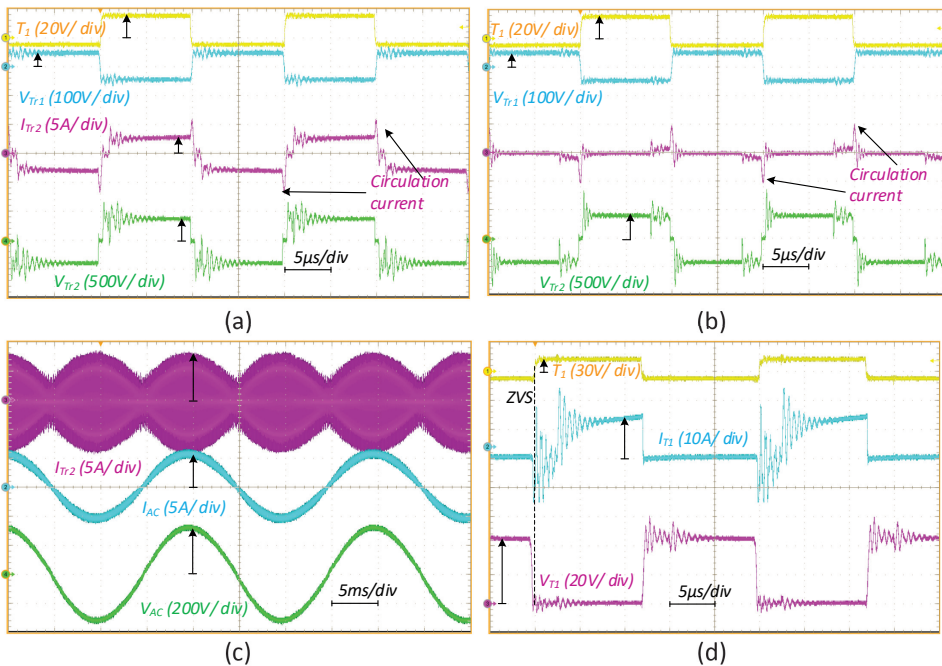 T1 (20V/ div)
VTr1 (100V/ div)
ITr2 (5A/ div)
Circulation
current
5µs/div
VTr2 (500V/ div)
(a)
T1 (20V/ div)
VTr1 (100V/ div)
Circulation
current
5µs/div
VTr2 (500V/ div)
(b)
ITr2 (5A/ div)
IAC (5A/ div)
5ms/div
VAC (200V/ div)
(c)
T1 (30V/ div)
ZVS
IT1 (10A/ div)
VT1 (20V/ div)
5µs/div
(d)